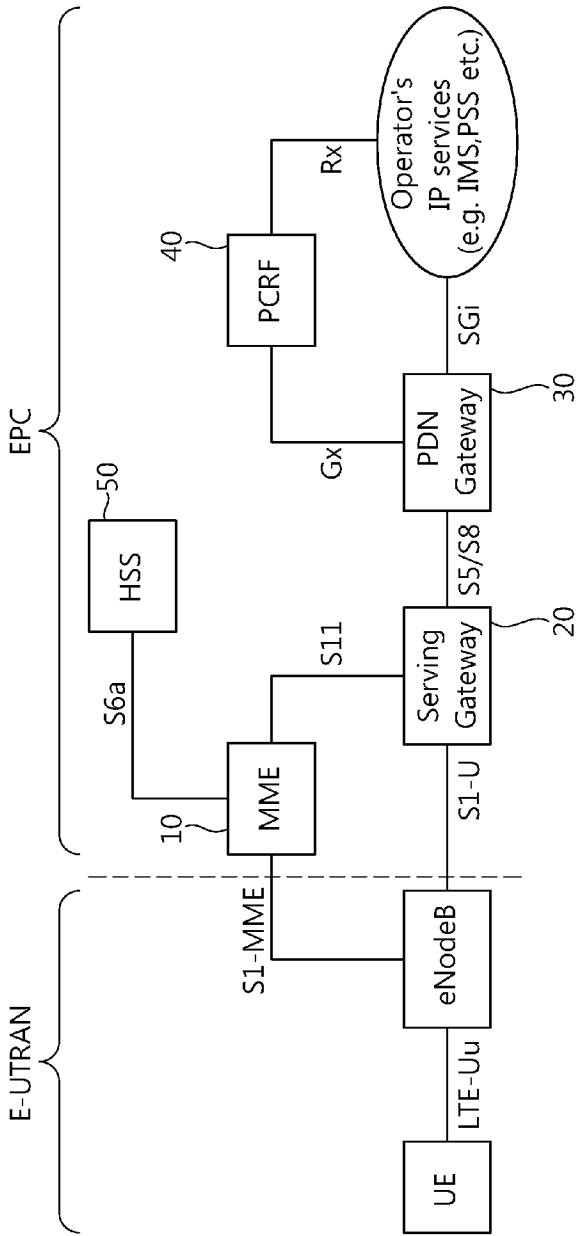 E-UTRAN
EPC
HSS
50
S6a
10
MME
S1-MME
S11
40
PCRF
Gx
Rx
UE
LTE-Uu
eNodeB
S1-U
Serving
Gateway
20
S5/S8
PDN
Gateway
30
SGi
Operator's
IP services
(e.g. IMS,PSS etc.)